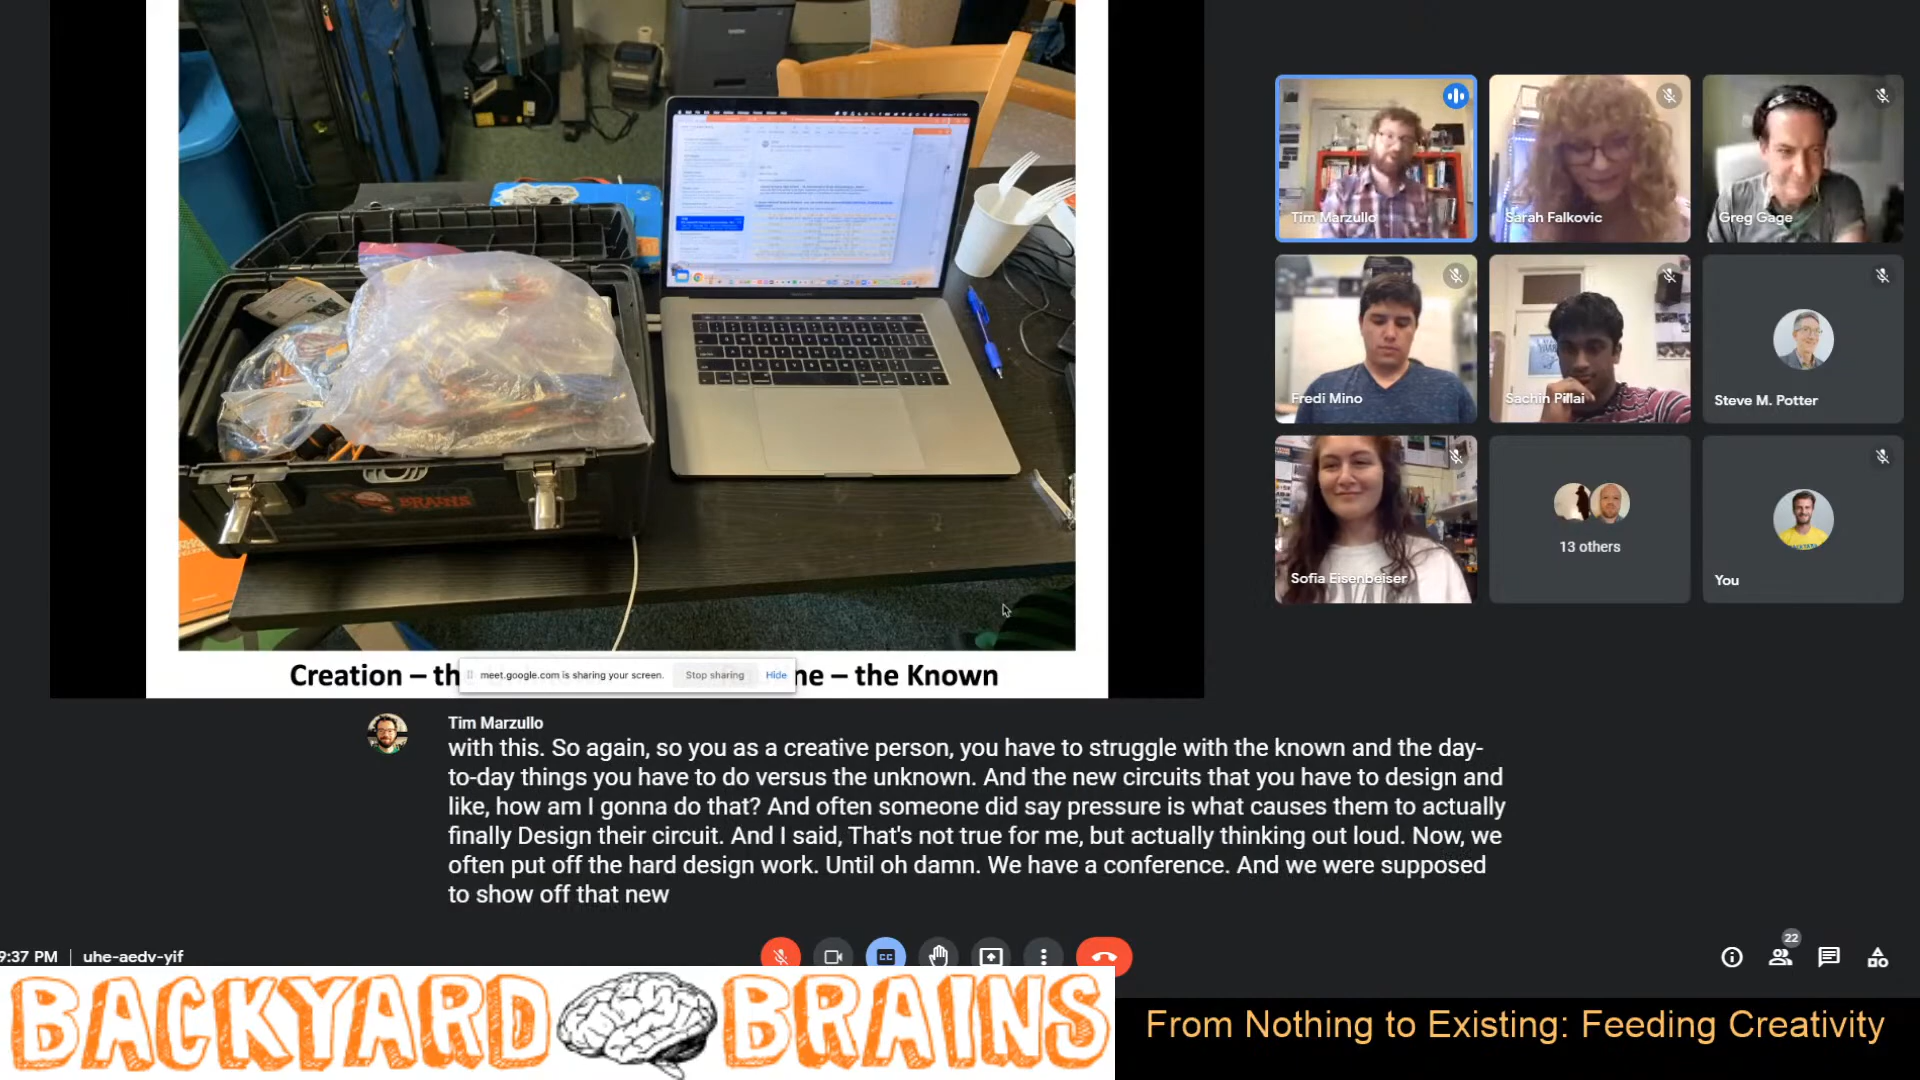 BRAINS
Creation – th
ne – the Known
meet.google.com is sharing your screen.
Stop sharing
Hide
Tim Marzullo
Sarah Falkovic
Greg Gage
Fredi Mino
Sachin Pillai
Steve M. Potter
Sofia Eisenbeiser
13 others
You
Tim Marzullo
with this. So again, so you as a creative person, you have to struggle with the known and the day-
to-day things you have to do versus the unknown. And the new circuits that you have to design and
like, how am I gonna do that? And often someone did say pressure is what causes them to actually
finally Design their circuit. And I said, That's not true for me, but actually thinking out loud. Now, we
often put off the hard design work. Until oh damn. We have a conference. And we were supposed
to show off that new
9:37 PM | uhe-aedv-yif
CC
22
BACKYARD BRAINS
From Nothing to Existing: Feeding Creativity